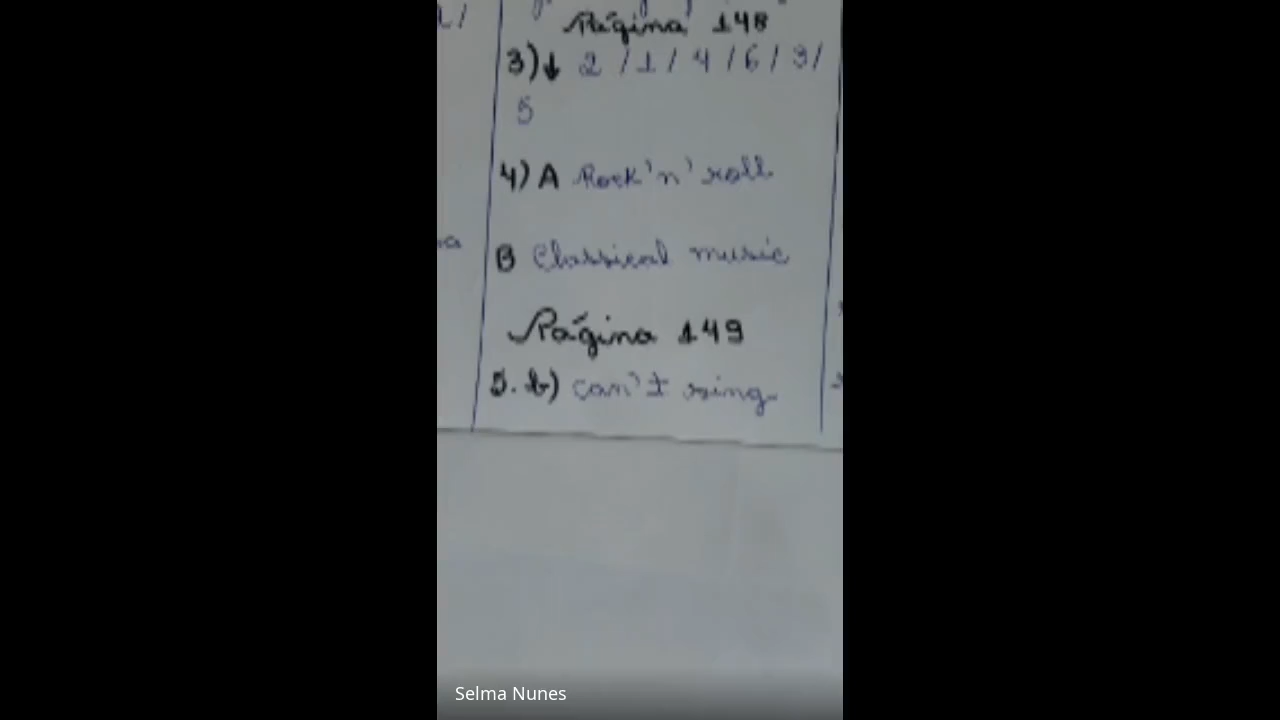 Página 148
3)↓ 2 / 1 / 4 / 6 / 3 /
5
4) A Rock'n'roll
B Classical music
Página 149
5. b) can't sing
Selma Nunes